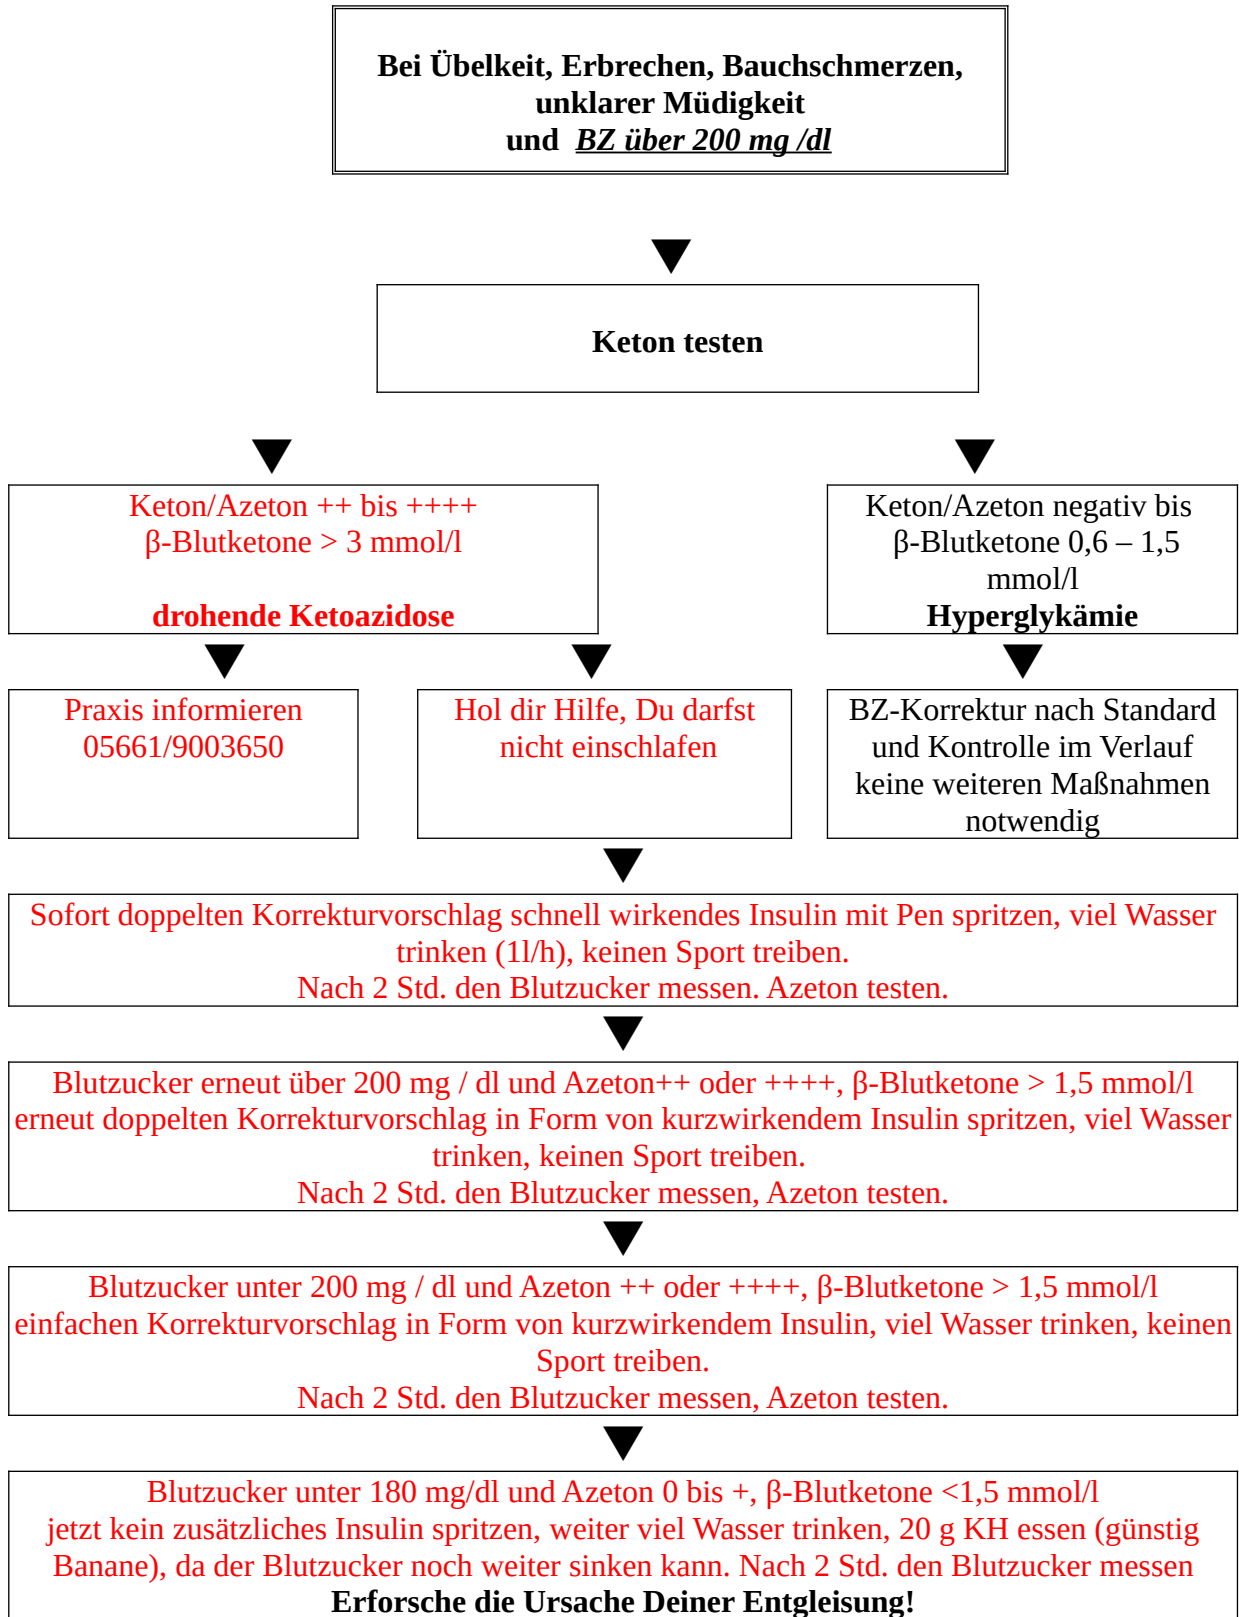 Bei Übelkeit, Erbrechen, Bauchschmerzen,
unklarer Müdigkeit
und BZ über 200 mg /dl
Keton testen
Keton/Azeton ++ bis ++++
β-Blutketone > 3 mmol/l
drohende Ketoazidose
Keton/Azeton negativ bis
β-Blutketone 0,6 – 1,5
mmol/l
Hyperglykämie
Praxis informieren
05661/9003650
Hol dir Hilfe, Du darfst
nicht einschlafen
BZ-Korrektur nach Standard
und Kontrolle im Verlauf
keine weiteren Maßnahmen
notwendig
Sofort doppelten Korrekturvorschlag schnell wirkendes Insulin mit Pen spritzen, viel Wasser
trinken (1l/h), keinen Sport treiben.
Nach 2 Std. den Blutzucker messen. Azeton testen.
Blutzucker erneut über 200 mg / dl und Azeton++ oder ++++, β-Blutketone > 1,5 mmol/l
erneut doppelten Korrekturvorschlag in Form von kurzwirkendem Insulin spritzen, viel Wasser
trinken, keinen Sport treiben.
Nach 2 Std. den Blutzucker messen, Azeton testen.
Blutzucker unter 200 mg / dl und Azeton ++ oder ++++, β-Blutketone > 1,5 mmol/l
einfachen Korrekturvorschlag in Form von kurzwirkendem Insulin, viel Wasser trinken, keinen
Sport treiben.
Nach 2 Std. den Blutzucker messen, Azeton testen.
Blutzucker unter 180 mg/dl und Azeton 0 bis +, β-Blutketone <1,5 mmol/l
jetzt kein zusätzliches Insulin spritzen, weiter viel Wasser trinken, 20 g KH essen (günstig
Banane), da der Blutzucker noch weiter sinken kann. Nach 2 Std. den Blutzucker messen
Erforsche die Ursache Deiner Entgleisung!